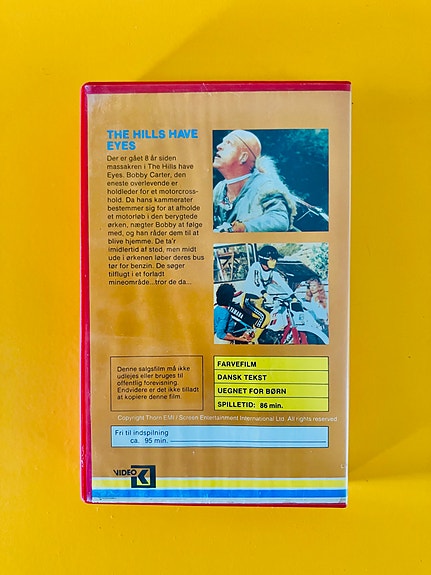 THE HILLS HAVE
EYES
Der er gået 8 år siden
massakren i The Hills have
Eyes. Bobby Carter, den
eneste overlevende er
holdleder for et motorcross-
hold. Da hans kammerater
bestemmer sig for at afholde
et motorløb i den berygtede
ørken, nægter Bobby at følge
med, og han råder dem til at
blive hjemme. De ta'r
imidlertid af sted, men midt
ude i ørkenen løber deres bus
tør for benzin. De søger
tilflugt i et forladt
mineområde...tror de da...
Denne salgsfilm må ikke
udlejes eller bruges til
offentlig forevisning.
Endvidere er det ikke tilladt
at kopiere denne film.
FARVEFILM
DANSK TEKST
UEGNET FOR BØRN
SPILLETID: 86 min.
Copyright Thorn EMI / Screen Entertainment International Ltd. All rights reserved.
Fri til indspilning
ca. 95 min.
VIDEO K
YAMAHA